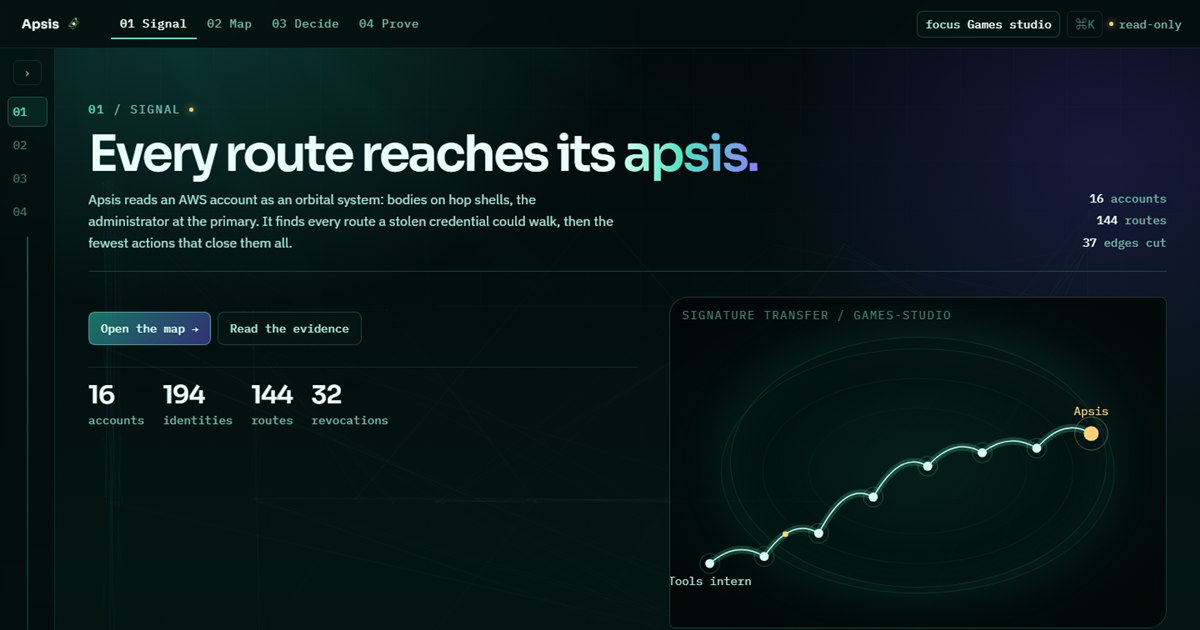 Apsis
01 Signal
02 Map
03 Decide
04 Prove
focus Games studio
⌘K
read-only
›
01
02
03
04
01 / SIGNAL
Every route reaches its apsis.
Apsis reads an AWS account as an orbital system: bodies on hop shells, the
administrator at the primary. It finds every route a stolen credential could walk, then the
fewest actions that close them all.
16 accounts
144 routes
37 edges cut
Open the map →
Read the evidence
16 accounts
194 identities
144 routes
32 revocations
SIGNATURE TRANSFER / GAMES-STUDIO
Apsis
Tools intern